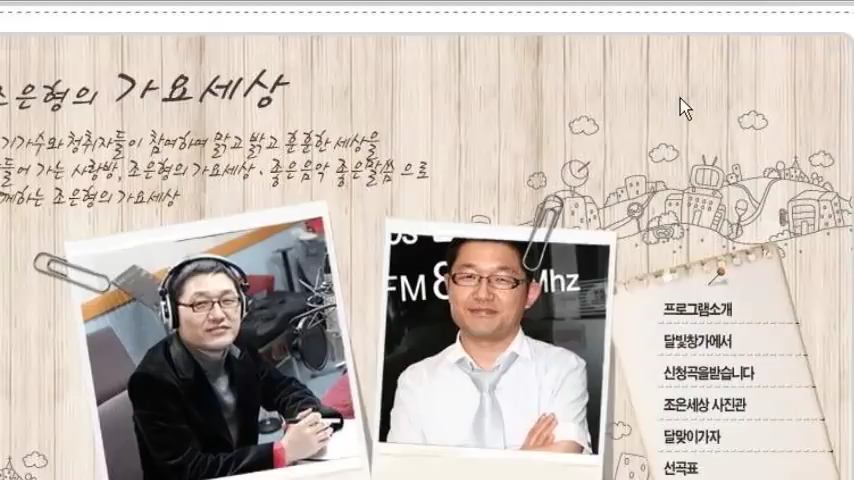 조은형의 가요세상
기가수와 청취자들이 참여하며 맑고 밝고 훈훈한 세상을
들어 가는 사랑방, 조은형의 가요세상 · 좋은음악 좋은말씀 으로
께하는 조은형의 가요세상
FM 8 Mhz
프로그램소개
달빛창가에서
신청곡을받습니다
조은세상 사진관
달맞이가자
선곡표